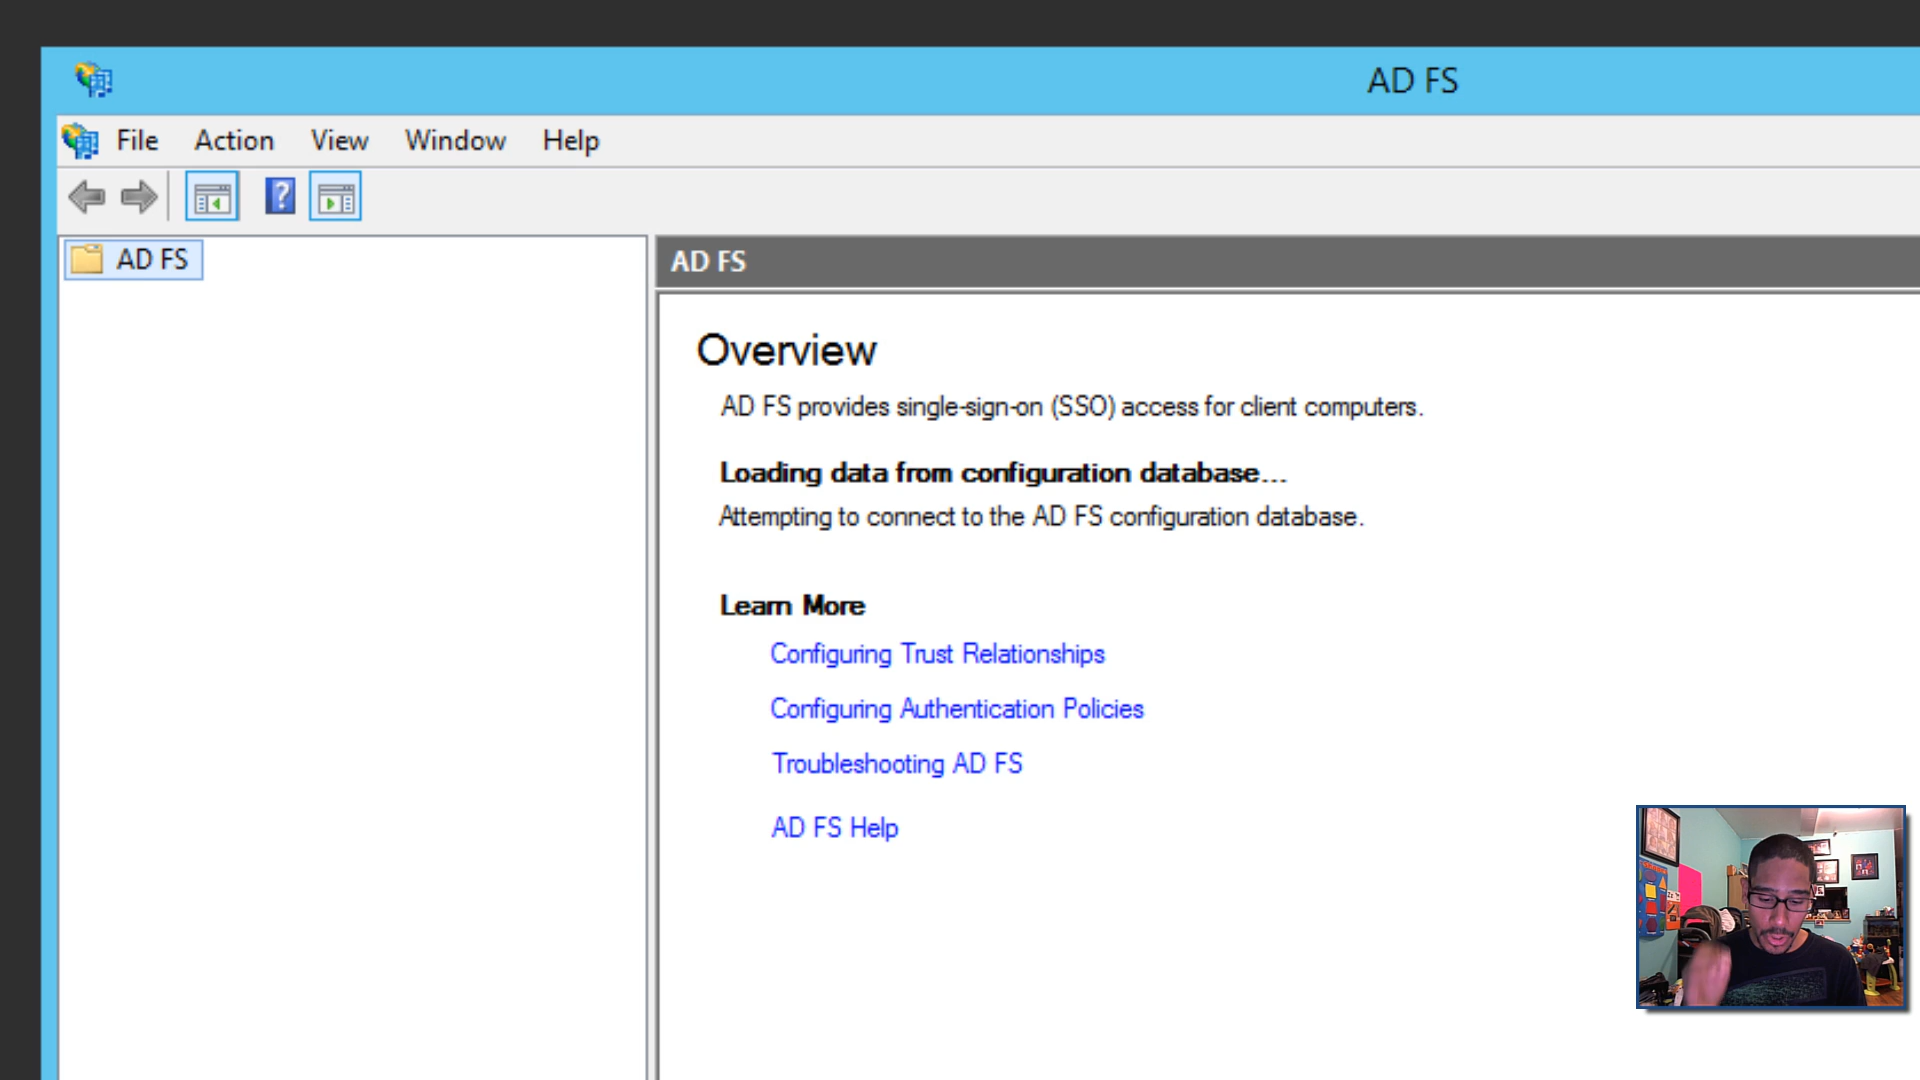 AD FS
File Action View Window Help
AD FS
AD FS
Overview
AD FS provides single-sign-on (SSO) access for client computers.
Loading data from configuration database...
Attempting to connect to the AD FS configuration database.
Learn More
Configuring Trust Relationships
Configuring Authentication Policies
Troubleshooting AD FS
AD FS Help